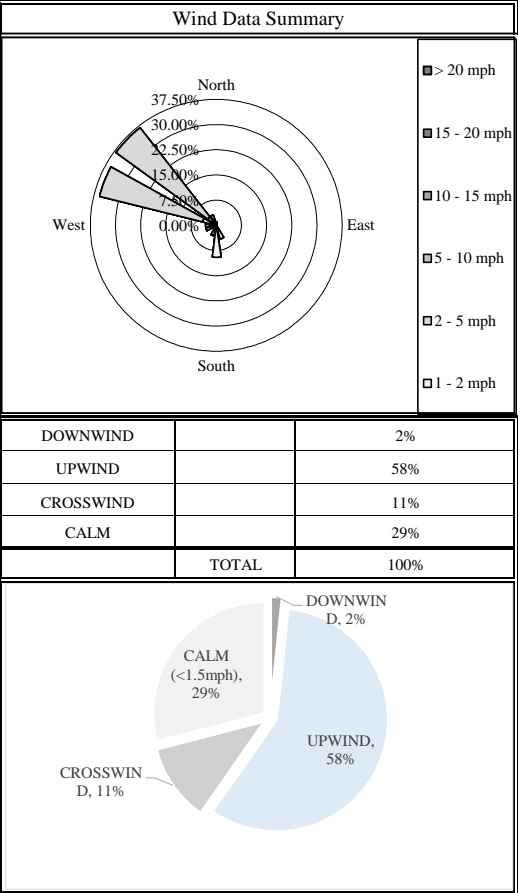 Wind Data Summary
North
37.50%
30.00%
22.50%
15.00%
7.50%
0.00%
West
East
South
> 20 mph
15 - 20 mph
10 - 15 mph
5 - 10 mph
2 - 5 mph
1 - 2 mph
DOWNWIND 2%
UPWIND 58%
CROSSWIND 11%
CALM 29%
TOTAL 100%
DOWNWIN
D, 2%
CALM
(<1.5mph),
29%
UPWIND,
58%
CROSSWIN
D, 11%